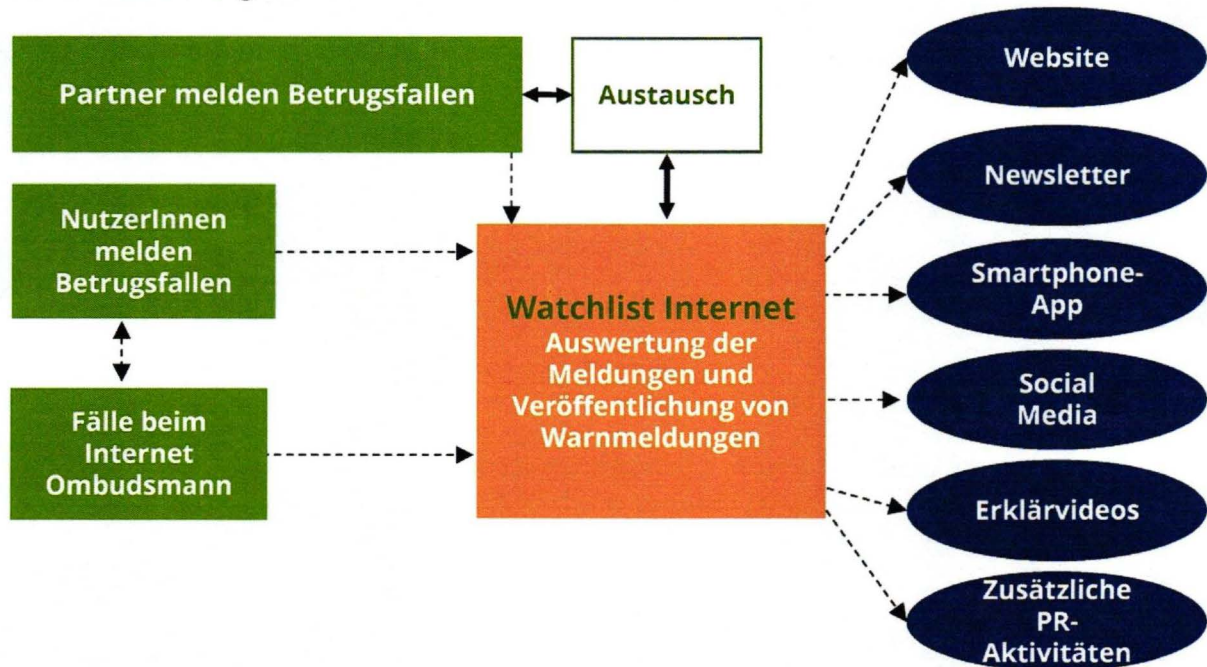 Partner melden Betrugsfallen
Austausch
NutzerInnen
melden
Betrugsfallen
Fälle beim
Internet
Ombudsmann
Watchlist Internet
Auswertung der
Meldungen und
Veröffentlichung von
Warnmeldungen
Website
Newsletter
Smartphone-
App
Social
Media
Erklärvideos
Zusätzliche
PR-
Aktivitäten